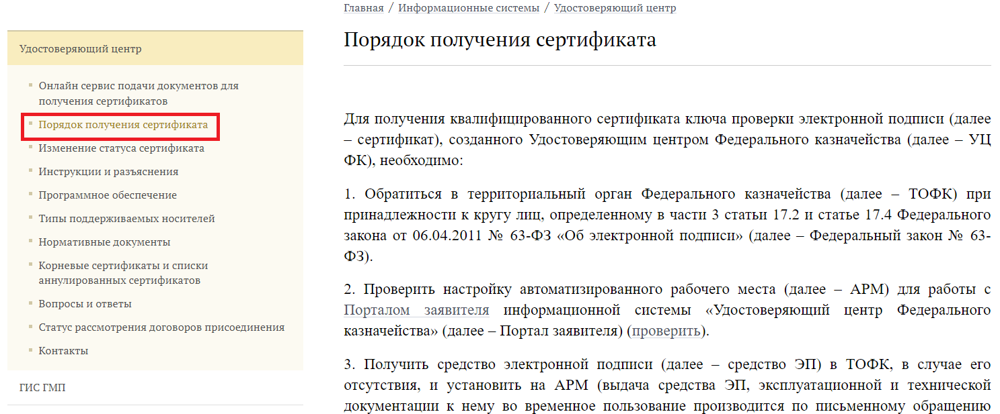 Главная / Информационные системы / Удостоверяющий центр
Удостоверяющий центр
Онлайн сервис подачи документов для
получения сертификатов
Порядок получения сертификата
Изменение статуса сертификата
Инструкции и разъяснения
Программное обеспечение
Типы поддерживаемых носителей
Нормативные документы
Корневые сертификаты и списки
аннулированных сертификатов
Вопросы и ответы
Статус рассмотрения договоров присоединения
Контакты
ГИС ГМП
Порядок получения сертификата
Для получения квалифицированного сертификата ключа проверки электронной подписи (далее
– сертификат), созданного Удостоверяющим центром Федерального казначейства (далее – УЦ
ФК), необходимо:
1. Обратиться в территориальный орган Федерального казначейства (далее – ТОФК) при
принадлежности к кругу лиц, определенному в части 3 статьи 17.2 и статье 17.4 Федерального
закона от 06.04.2011 № 63-ФЗ «Об электронной подписи» (далее – Федеральный закон № 63-
ФЗ).
2. Проверить настройку автоматизированного рабочего места (далее – АРМ) для работы с
Порталом заявителя информационной системы «Удостоверяющий центр Федерального
казначейства» (далее – Портал заявителя) (проверить).
3. Получить средство электронной подписи (далее – средство ЭП) в ТОФК, в случае его
отсутствия, и установить на АРМ (выдача средства ЭП, эксплуатационной и технической
документации к нему во временное пользование производится по письменному обращению